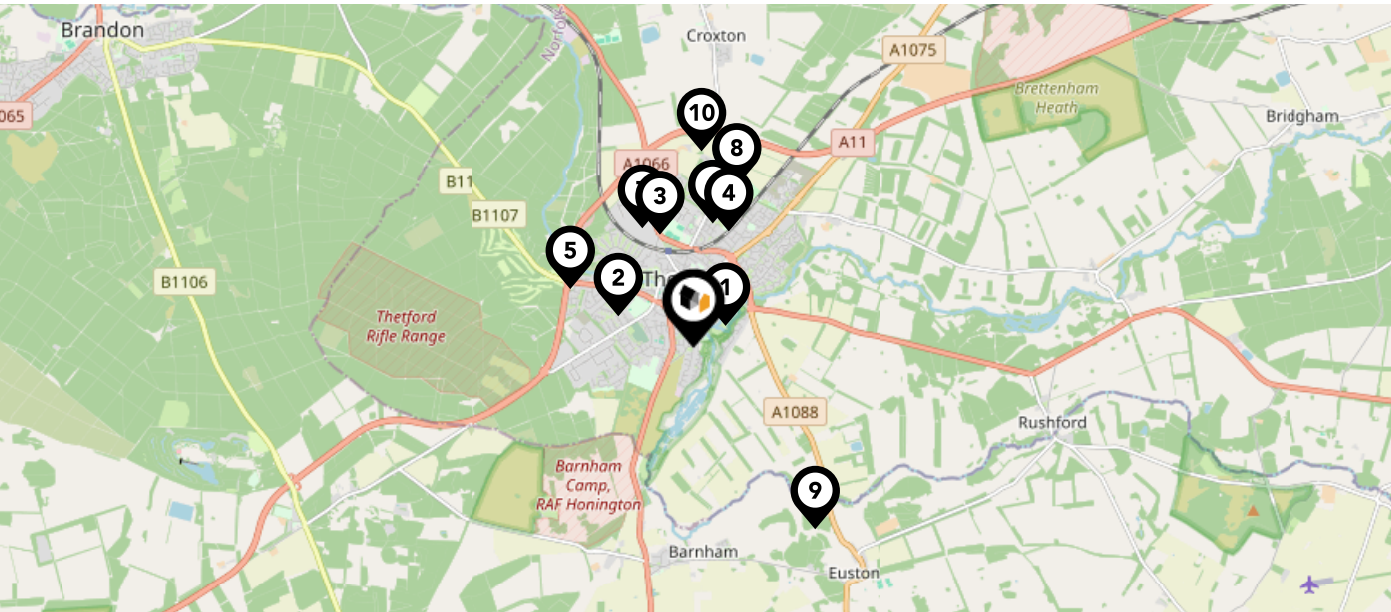 Brandon
Croxton
Norfolk
A1075
065
Brettenham
Heath
Bridgham
10
A11
8
A1066
B11
3
4
B1107
5
B1106
2
The
1
Thetford
Rifle Range
A1088
Rushford
Barnham
Camp,
RAF Honington
9
Barnham
Euston